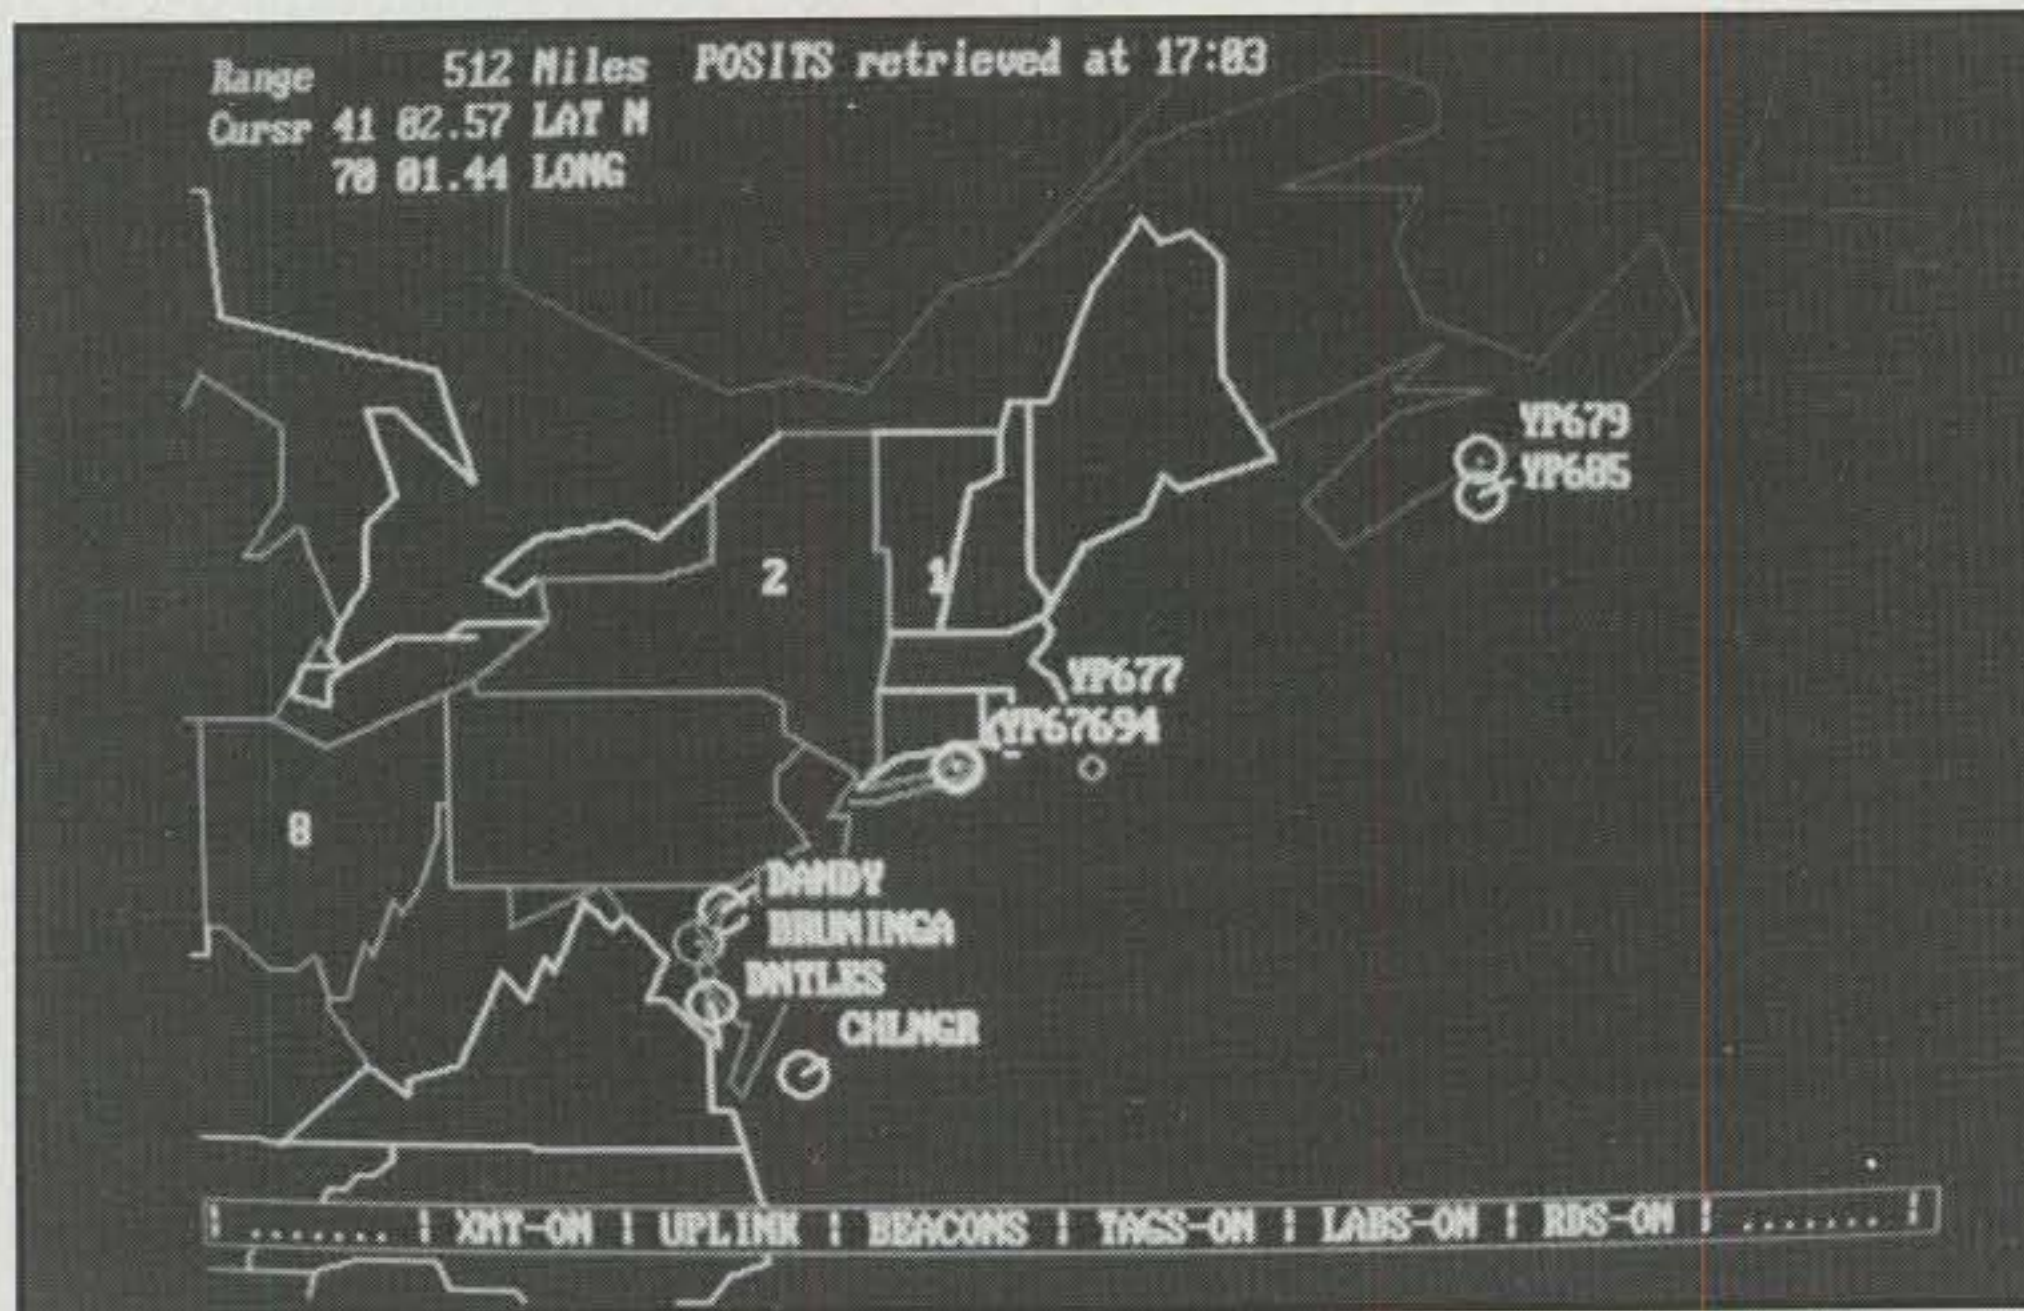 Range 512 Miles POSITS retrieved at 17:03
Cursr 41 02.57 LAT N
70 01.44 LONG
YP679
YP685
2
1
YP677
YP67694
8
DANDY
BRUNINGA
DNTLES
CHLNGR
| ....... | XMT-ON | UPLINK | BEACONS | TAGS-ON | LABS-ON | RDS-ON | ....... |